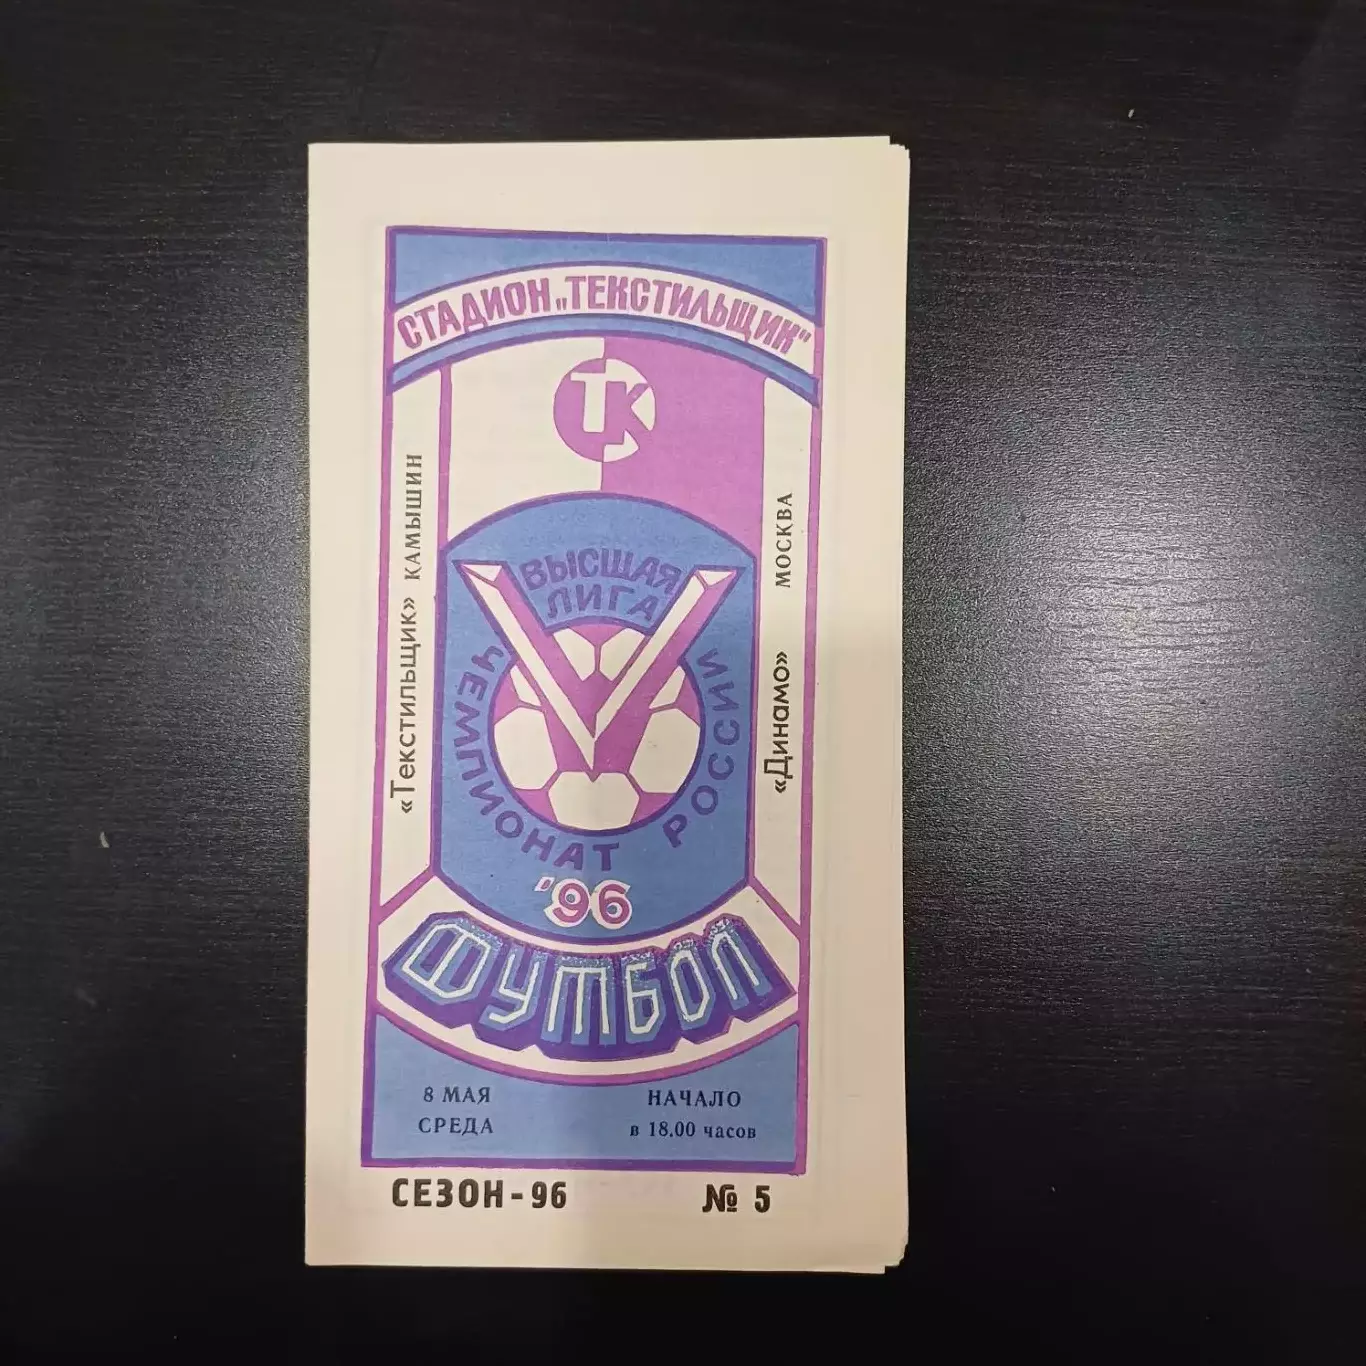 СТАДИОН „ТЕКСТИЛЬЩИК"
ТК
«Текстильщик» КАМЫШИН
«Динамо» МОСКВА
ВЫСШАЯ
ЛИГА
ЧЕМПИОНАТ РОССИИ
'96
ФУТБОЛ
8 МАЯ
СРЕДА
НАЧАЛО
в 18.00 часов
СЕЗОН-96
№ 5